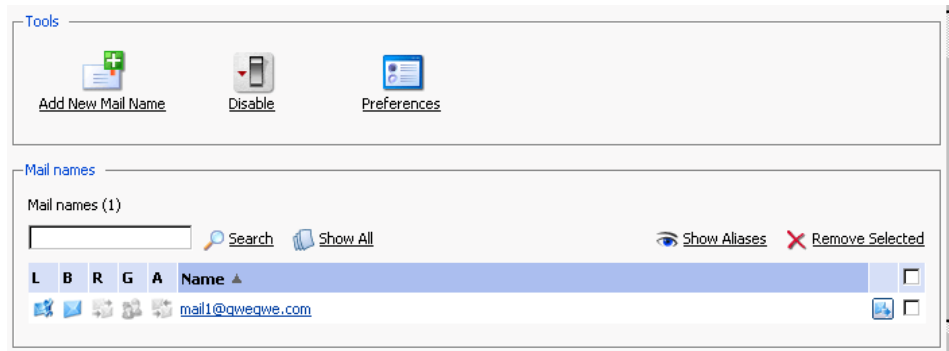 Tools
Add New Mail Name Disable Preferences
Mail names
Mail names (1)
Search Show All Show Aliases Remove Selected
L B R G A Name
mail1@qweqwe.com